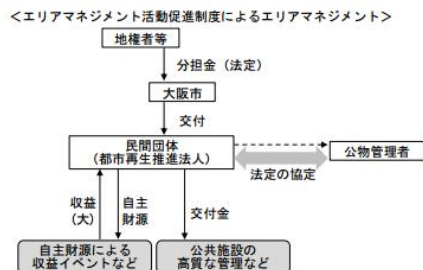 ＜エリアマネジメント活動促進制度によるエリアマネジメント＞
地権者等
分担金（法定）
大阪市
交付
民間団体
（都市再生推進法人）
公物管理者
法定の協定
収益
（大）
自主
財源
交付金
自主財源による
収益イベントなど
公共施設の
高質な管理など